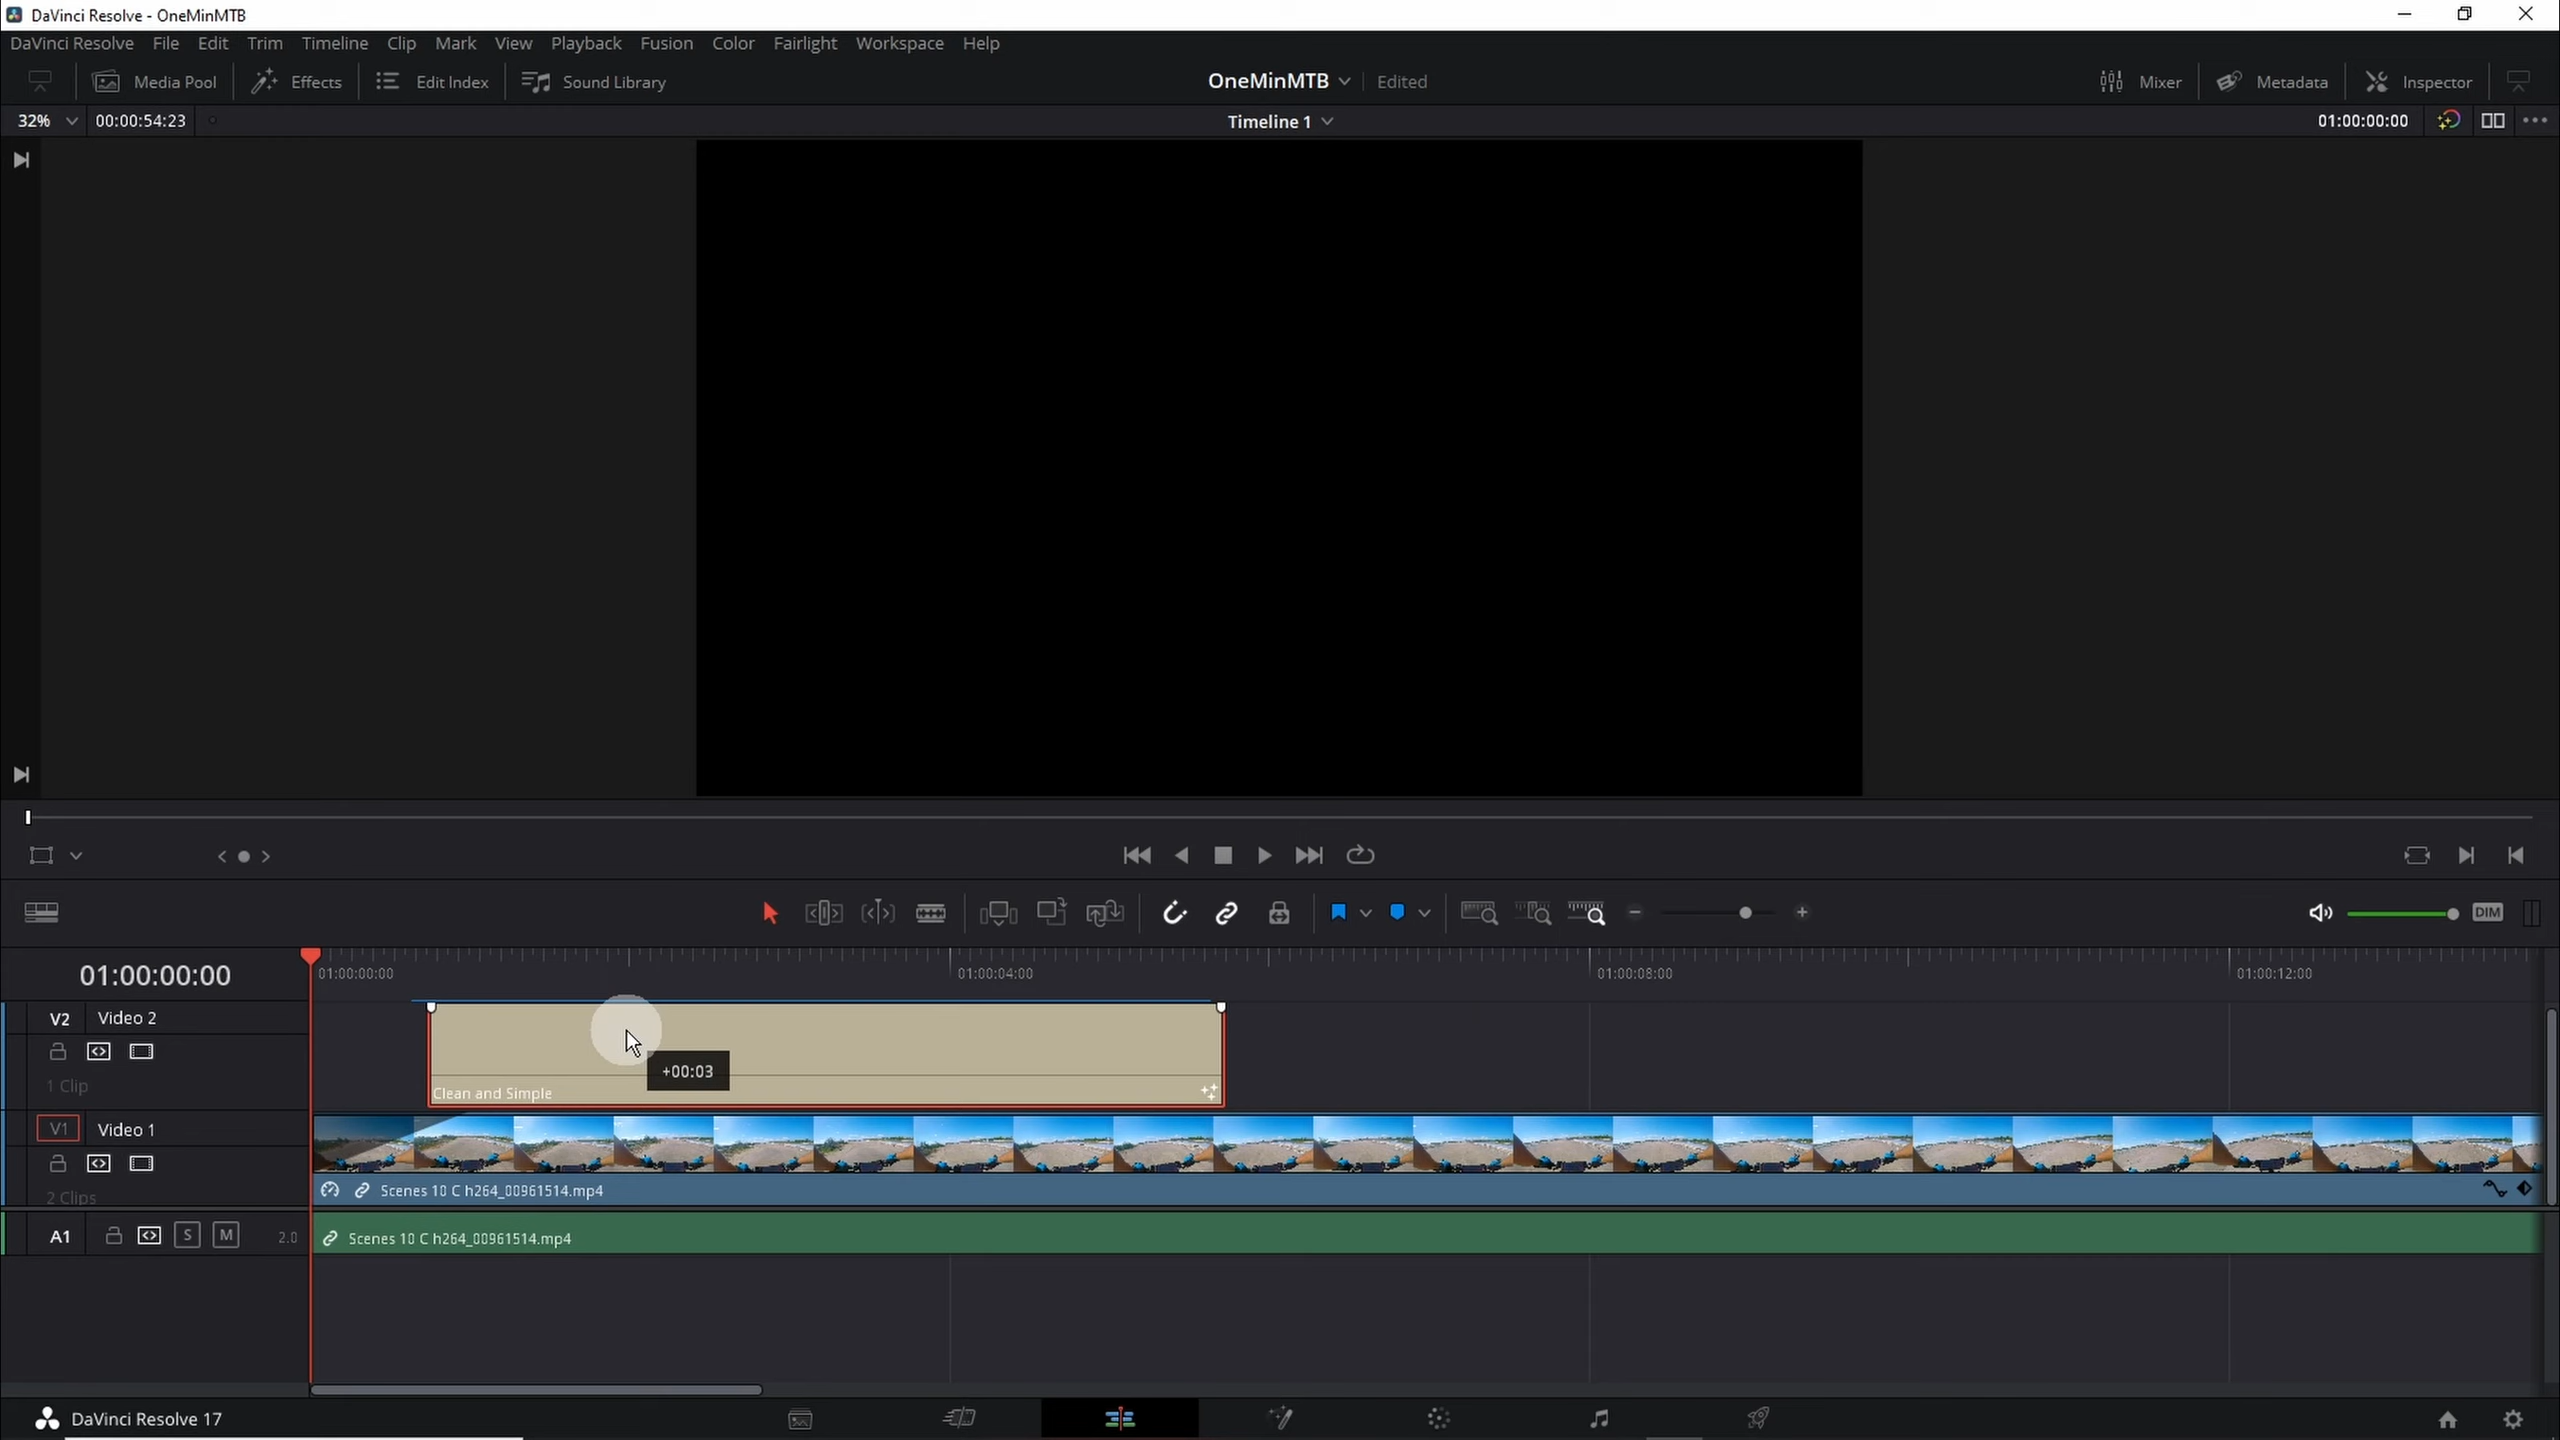 DaVinci Resolve - OneMinMTB
DaVinci Resolve File Edit Trim Timeline Clip Mark View Playback Fusion Color Fairlight Workspace Help
Media Pool Effects Edit Index Sound Library OneMinMTB Edited Mixer Metadata Inspector
32% 00:00:54:23 Timeline 1 01:00:00:00
DIM
01:00:00:00 01:00:00:00 01:00:04:00 01:00:08:00 01:00:12:00
V2 Video 2
+00:03
1 Clip Clean and Simple
V1 Video 1
2 Clips Scenes 10 C h264_00961514.mp4
A1 S M 2.0 Scenes 10 C h264_00961514.mp4
DaVinci Resolve 17